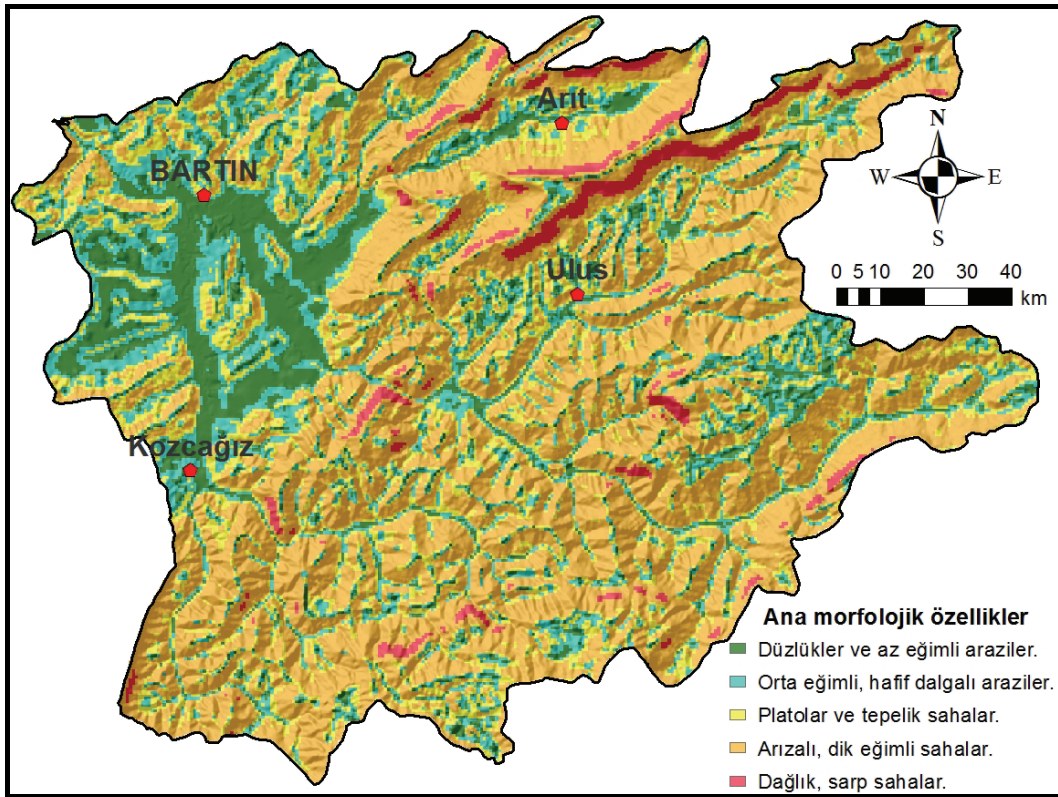 Arıt
BARTIN
N
W E
S
Ulus
0 5 10 20 30 40
km
Kozcağız
Ana morfolojik özellikler
Düzlükler ve az eğimli araziler.
Orta eğimli, hafif dalgalı araziler.
Platolar ve tepelik sahalar.
Arızalı, dik eğimli sahalar.
Dağlık, sarp sahalar.